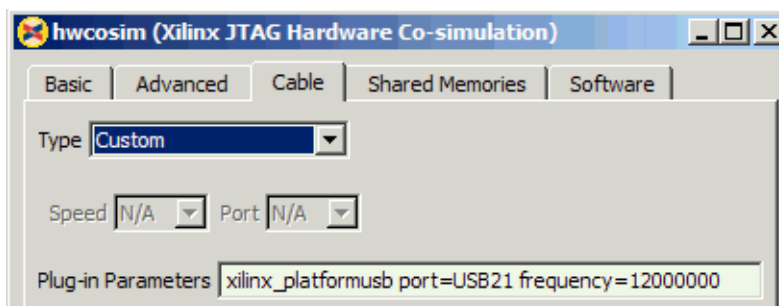 hwcosim (Xilinx JTAG Hardware Co-simulation)
Basic Advanced Cable Shared Memories Software
Type Custom
Speed N/A Port N/A
Plug-in Parameters xilinx_platformusb port=USB21 frequency=12000000